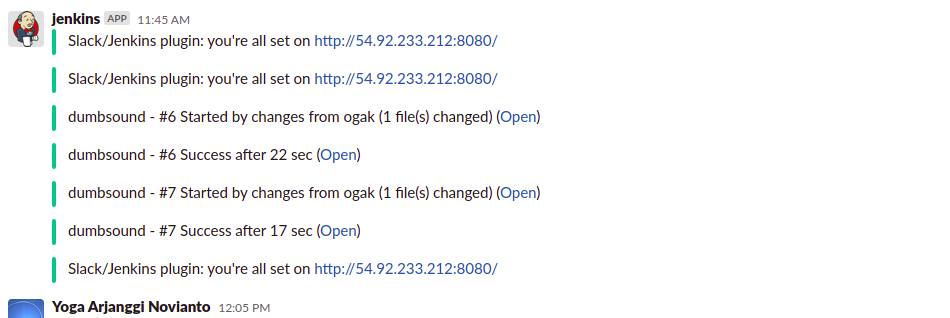 jenkins APP 11:45 AM
Slack/Jenkins plugin: you're all set on http://54.92.233.212:8080/
Slack/Jenkins plugin: you're all set on http://54.92.233.212:8080/
dumbsound - #6 Started by changes from ogak (1 file(s) changed) (Open)
dumbsound - #6 Success after 22 sec (Open)
dumbsound - #7 Started by changes from ogak (1 file(s) changed) (Open)
dumbsound - #7 Success after 17 sec (Open)
Slack/Jenkins plugin: you're all set on http://54.92.233.212:8080/
Yoga Arjanggi Novianto 12:05 PM